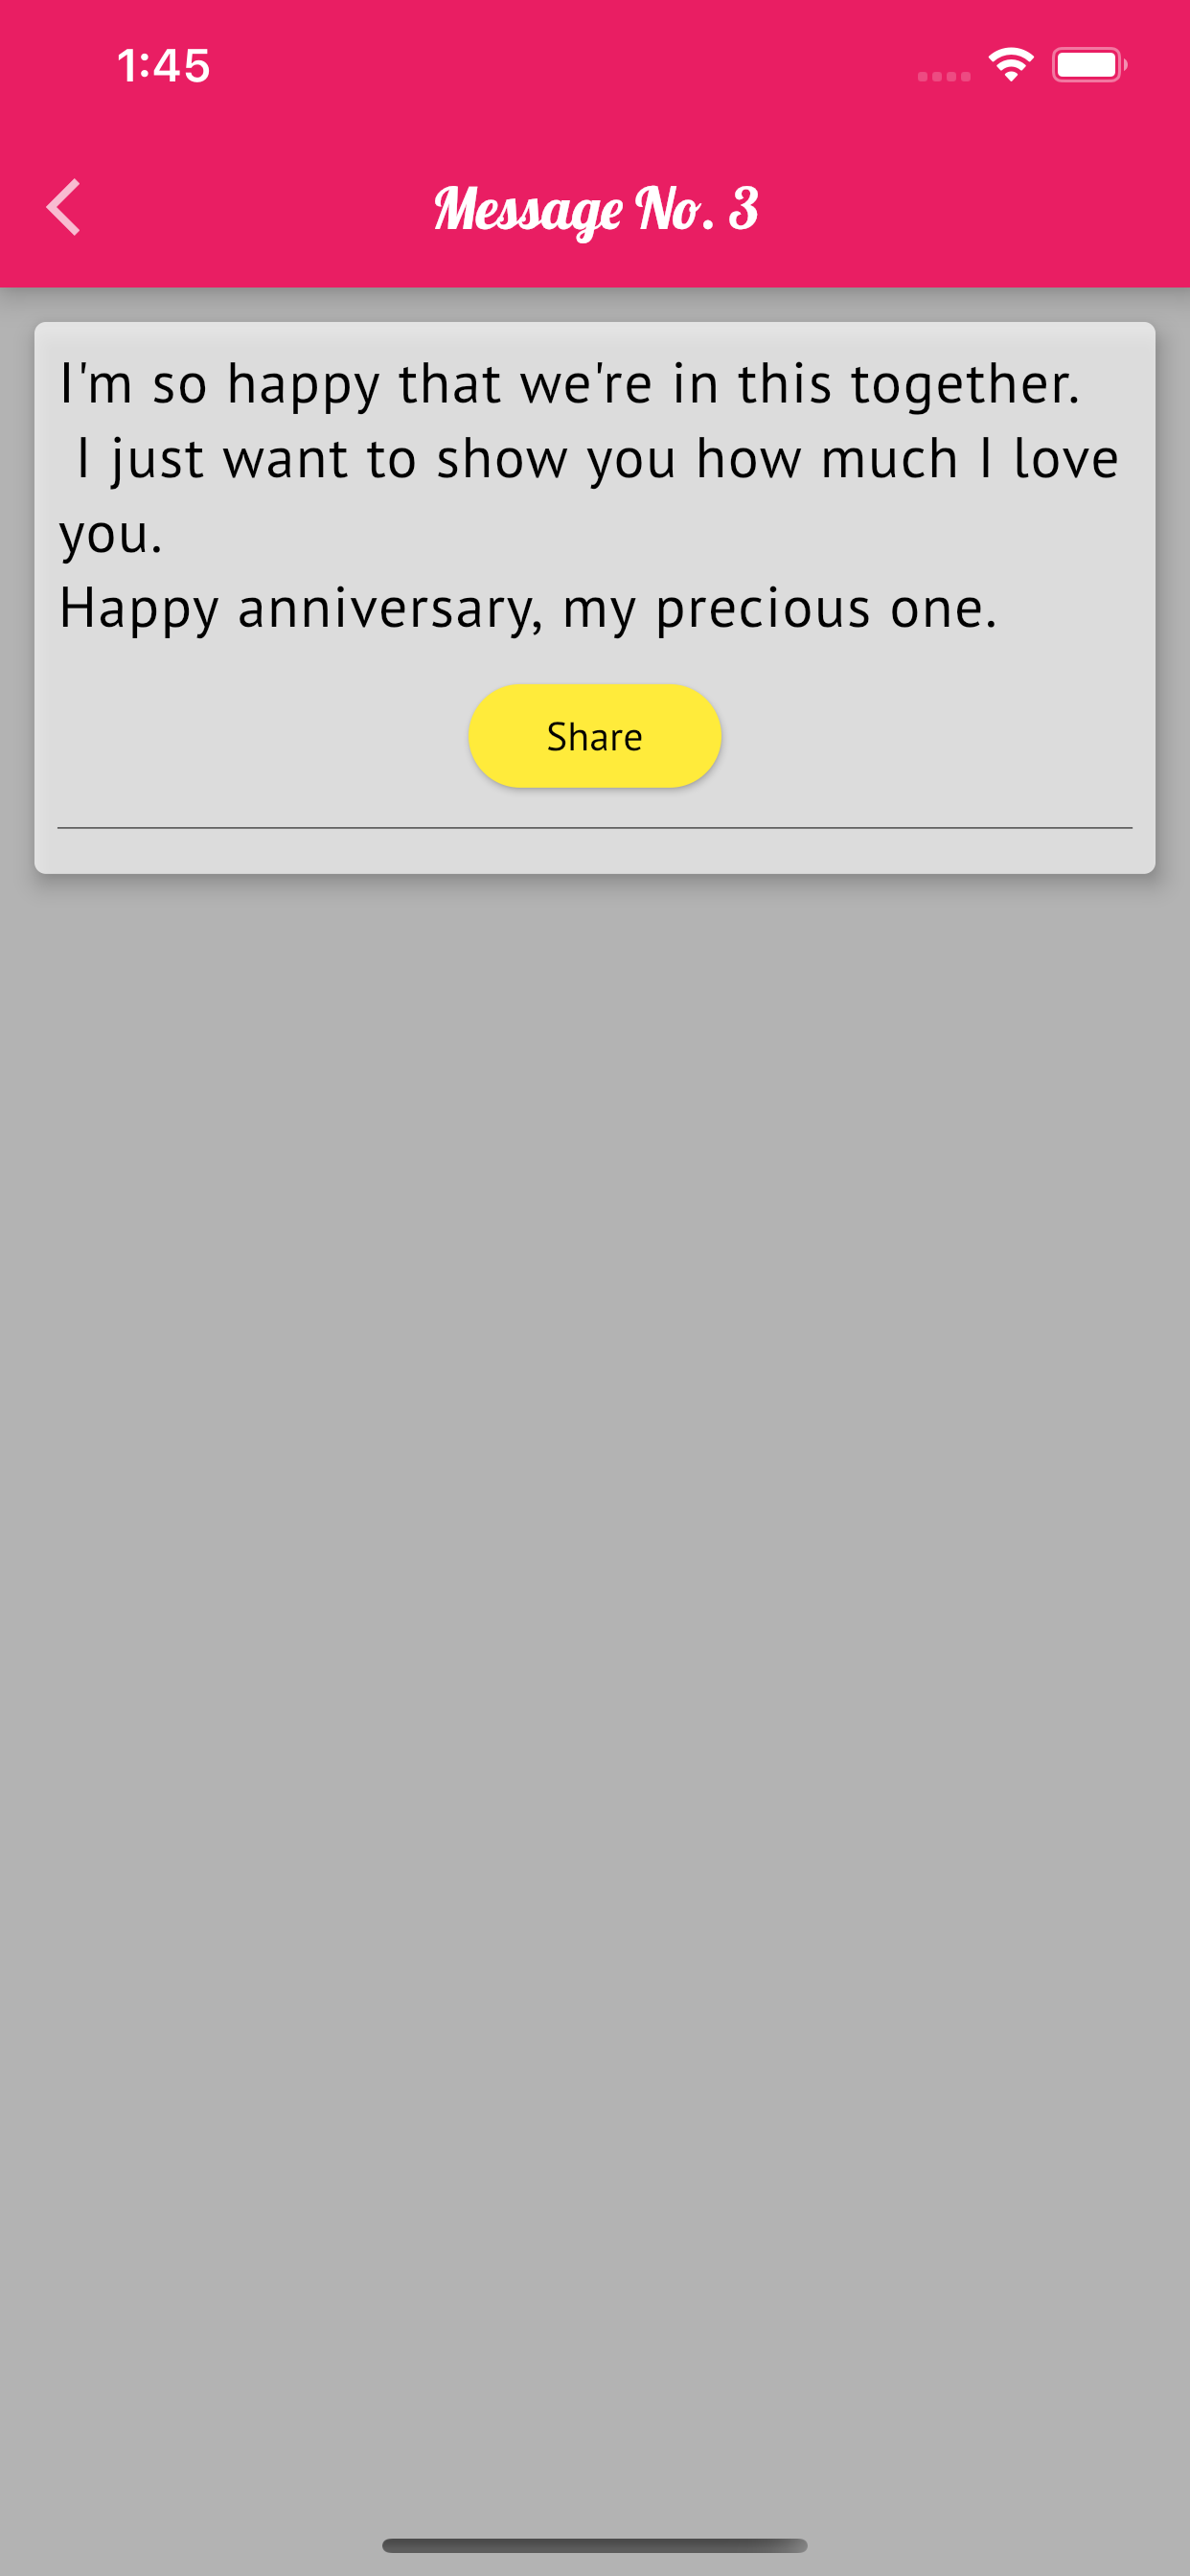 1:45
Message No. 3
I'm so happy that we're in this together.
I just want to show you how much I love
you.
Happy anniversary, my precious one.
Share